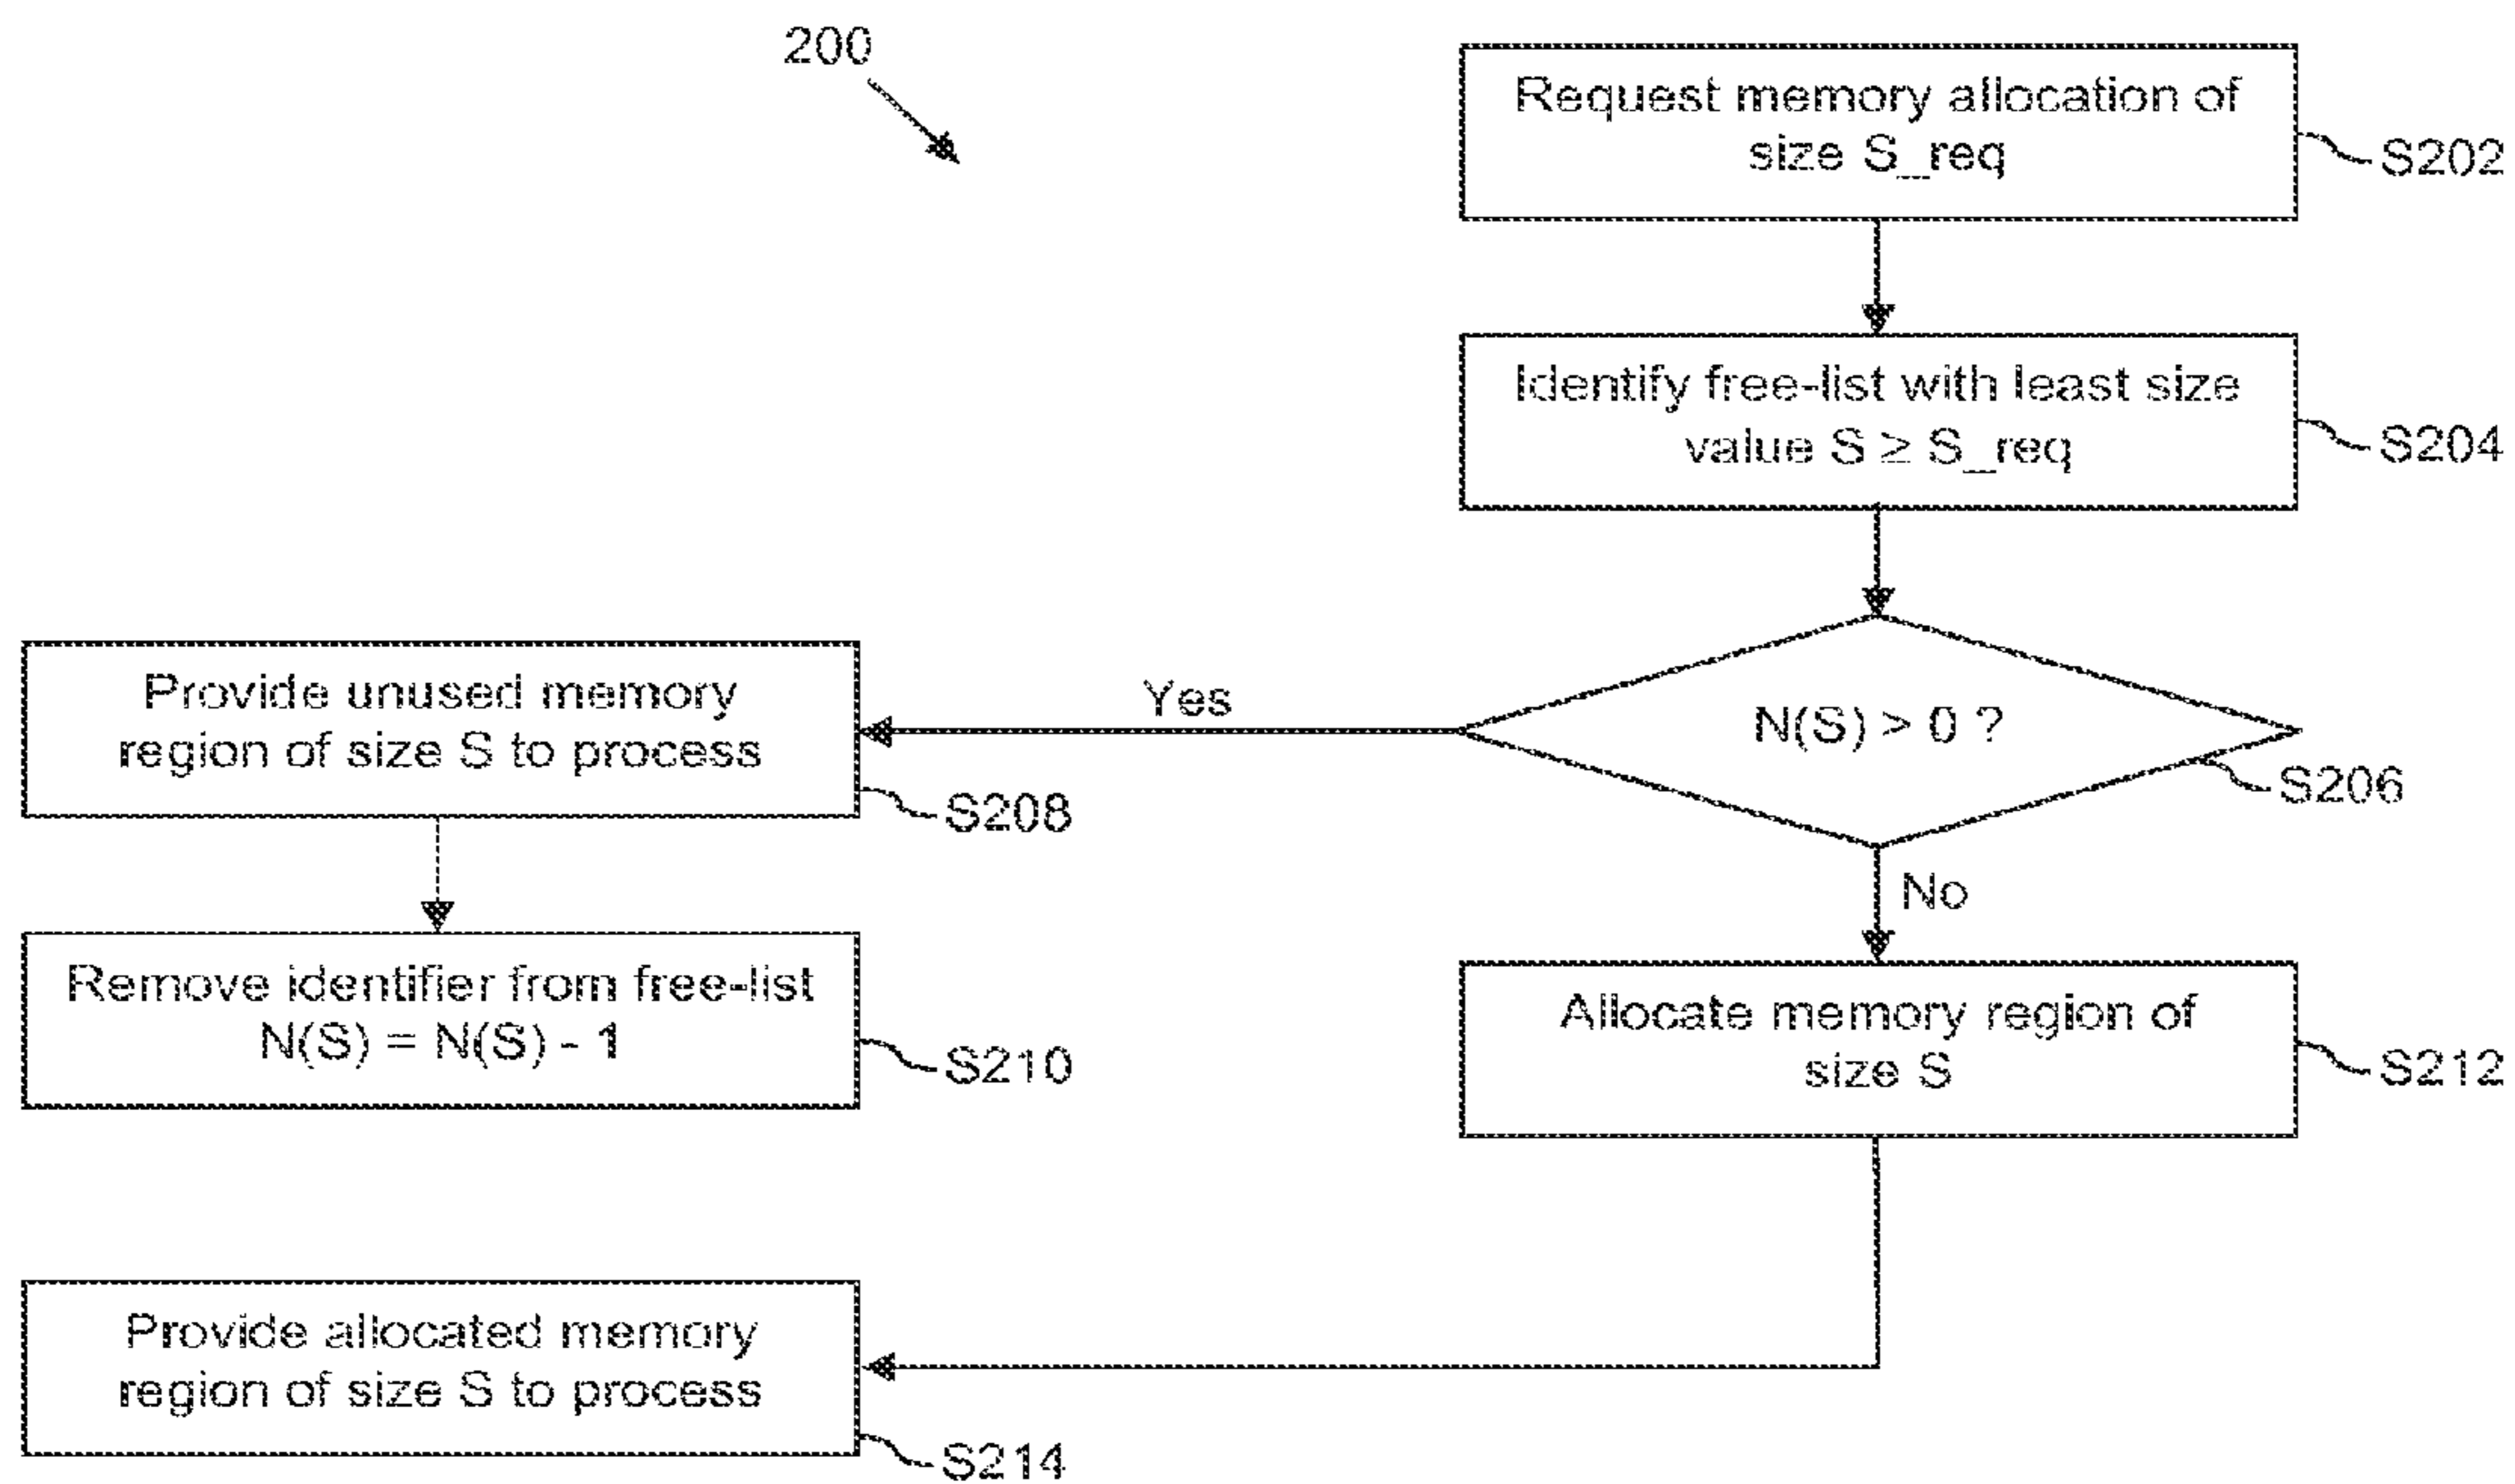 200
Request memory allocation of
size S_req
S202
Identify free-list with least size
value S ≥ S_req
S204
N(S) > 0 ?
S206
Yes
Provide unused memory
region of size S to process
S208
Remove identifier from free-list
N(S) = N(S) - 1
S210
No
Allocate memory region of
size S
S212
Provide allocated memory
region of size S to process
S214